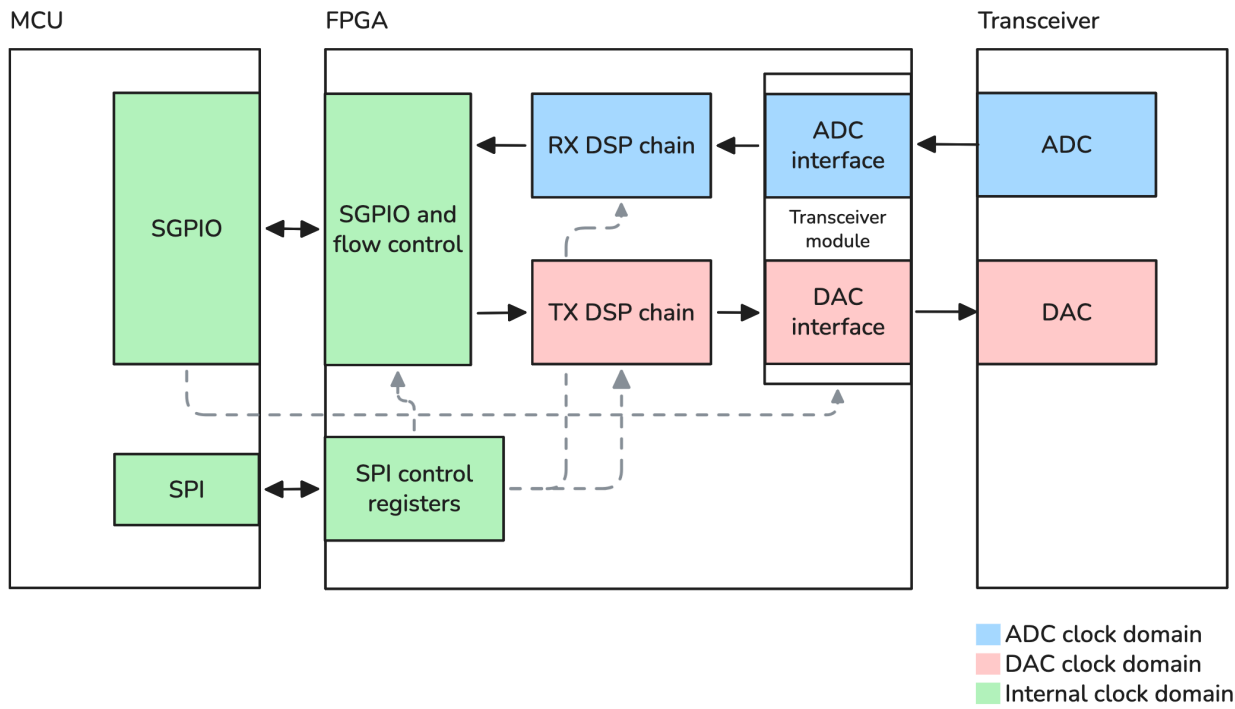 MCU
FPGA
Transceiver
SGPIO
SGPIO and
flow control
RX DSP chain
ADC
interface
ADC
Transceiver
module
TX DSP chain
DAC
interface
DAC
SPI
SPI control
registers
ADC clock domain
DAC clock domain
Internal clock domain